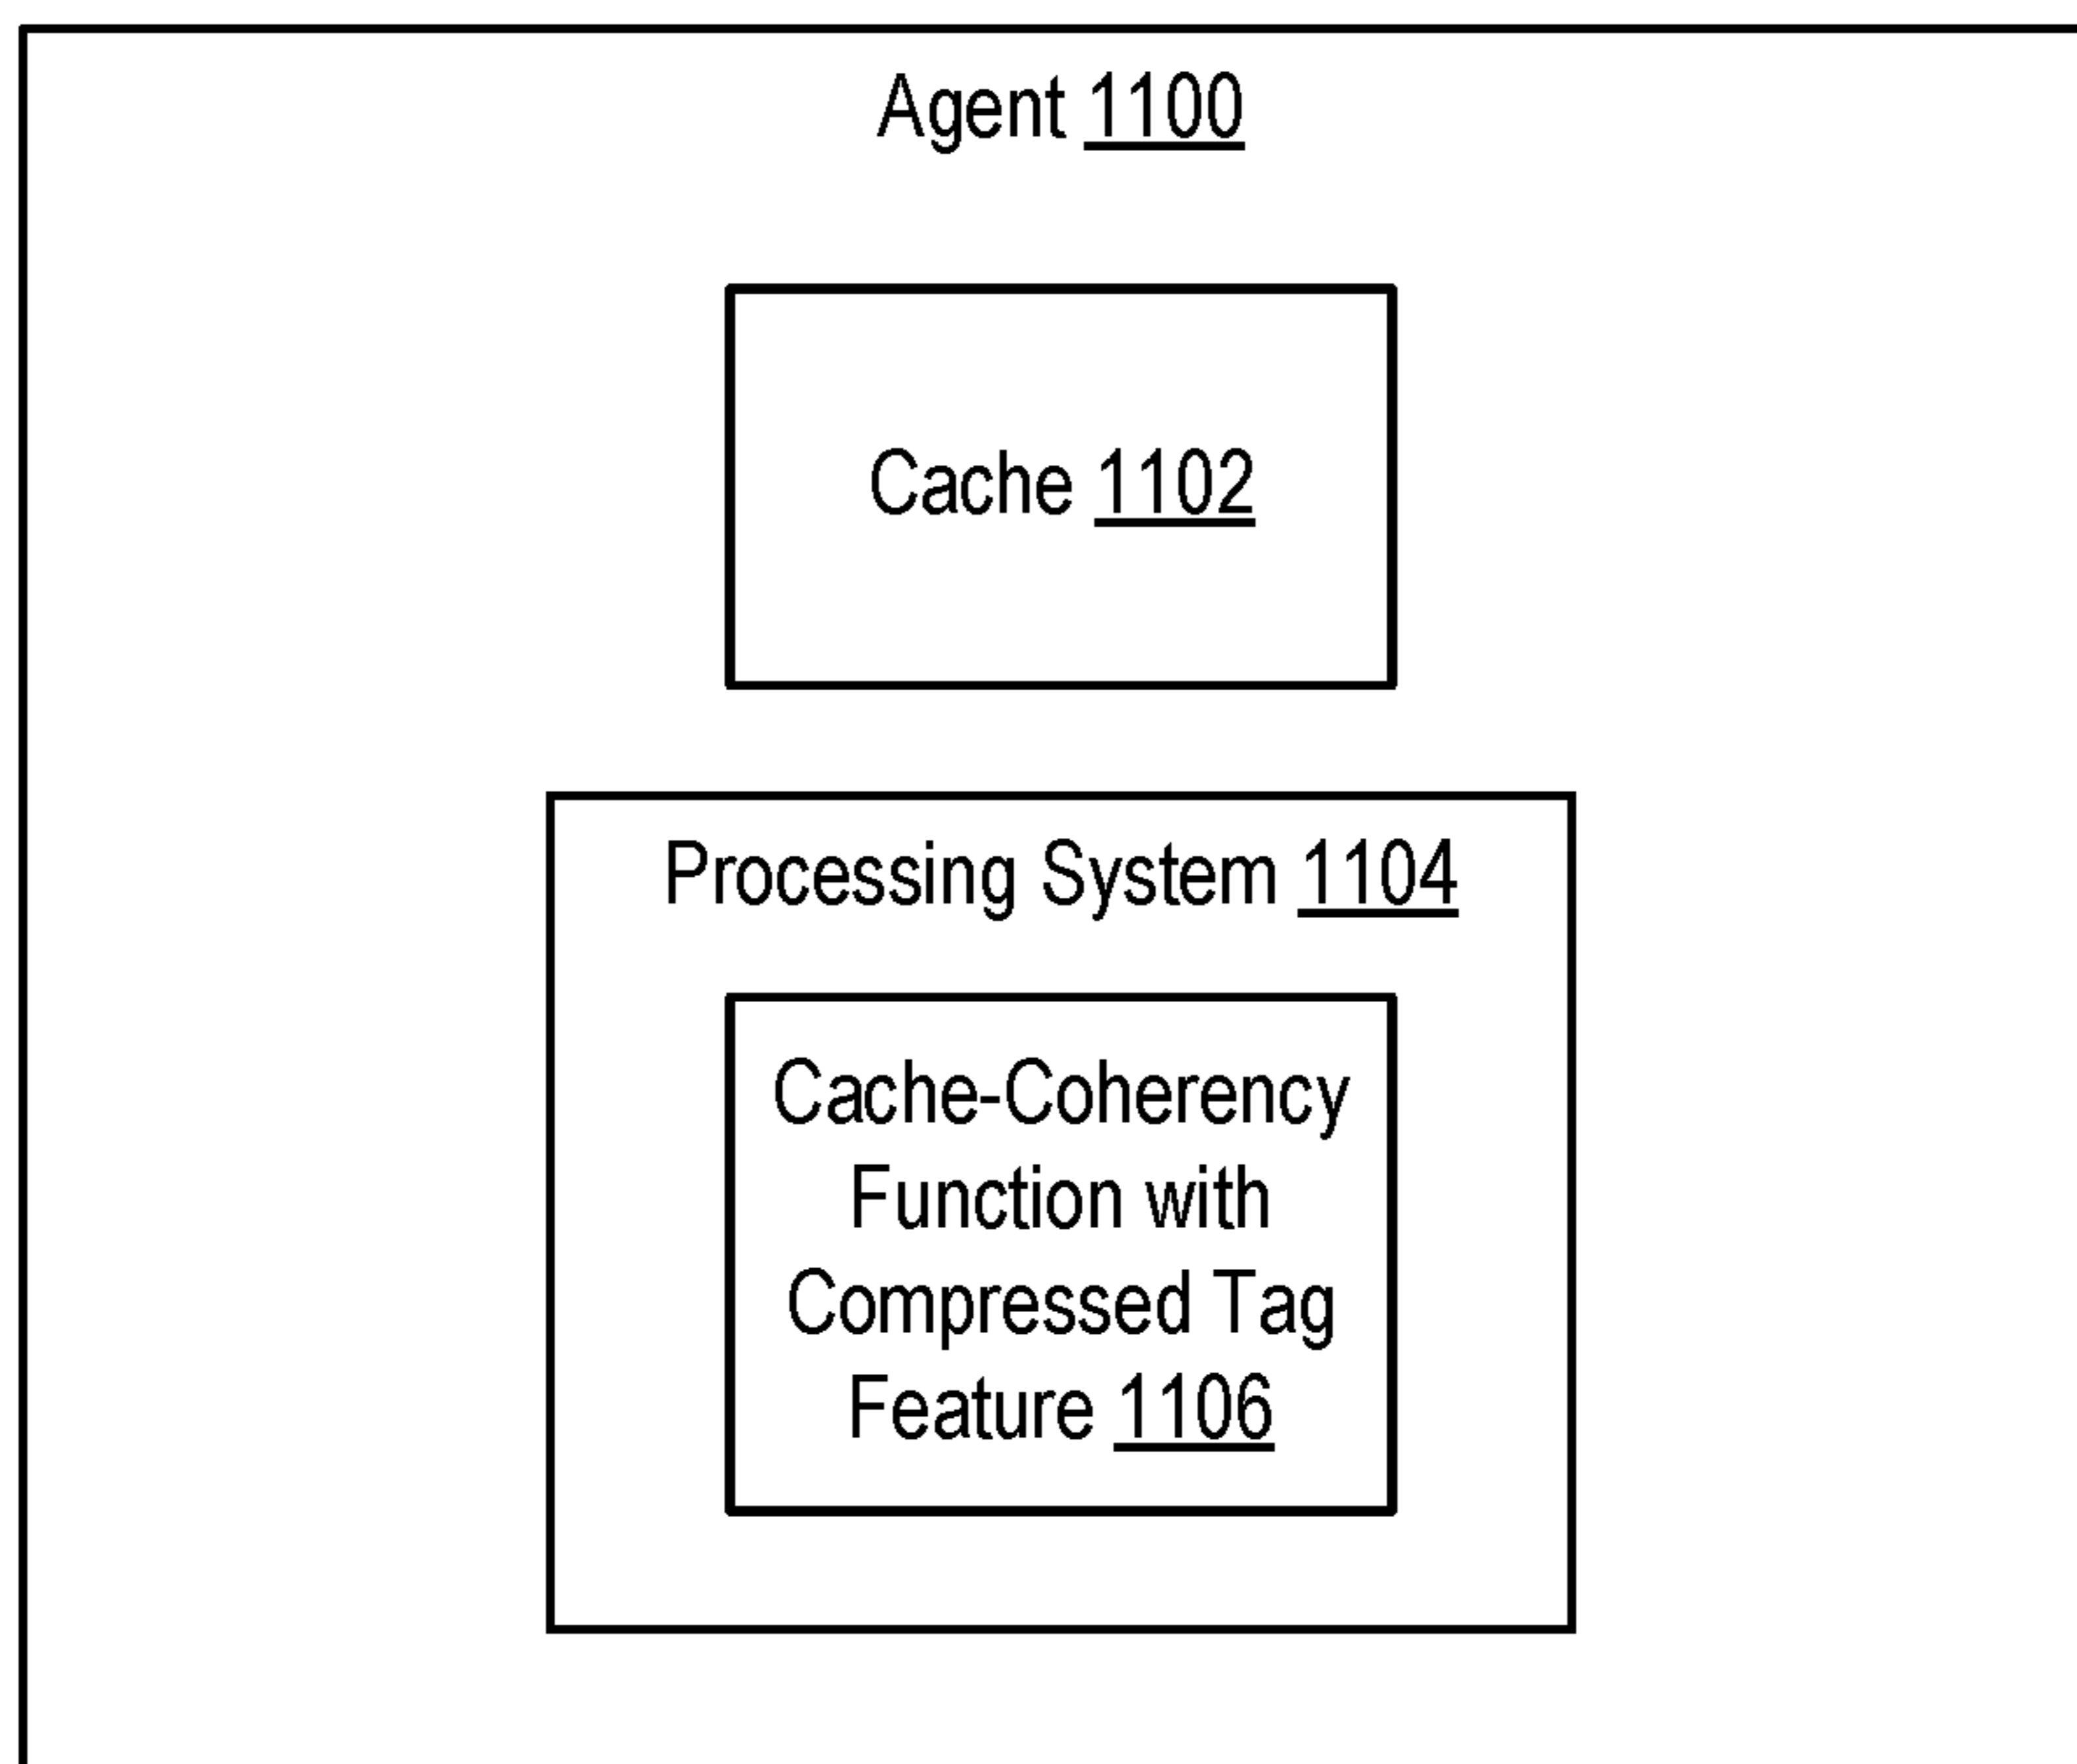 Agent 1100
Cache 1102
Processing System 1104
Cache-Coherency
Function with
Compressed Tag
Feature 1106